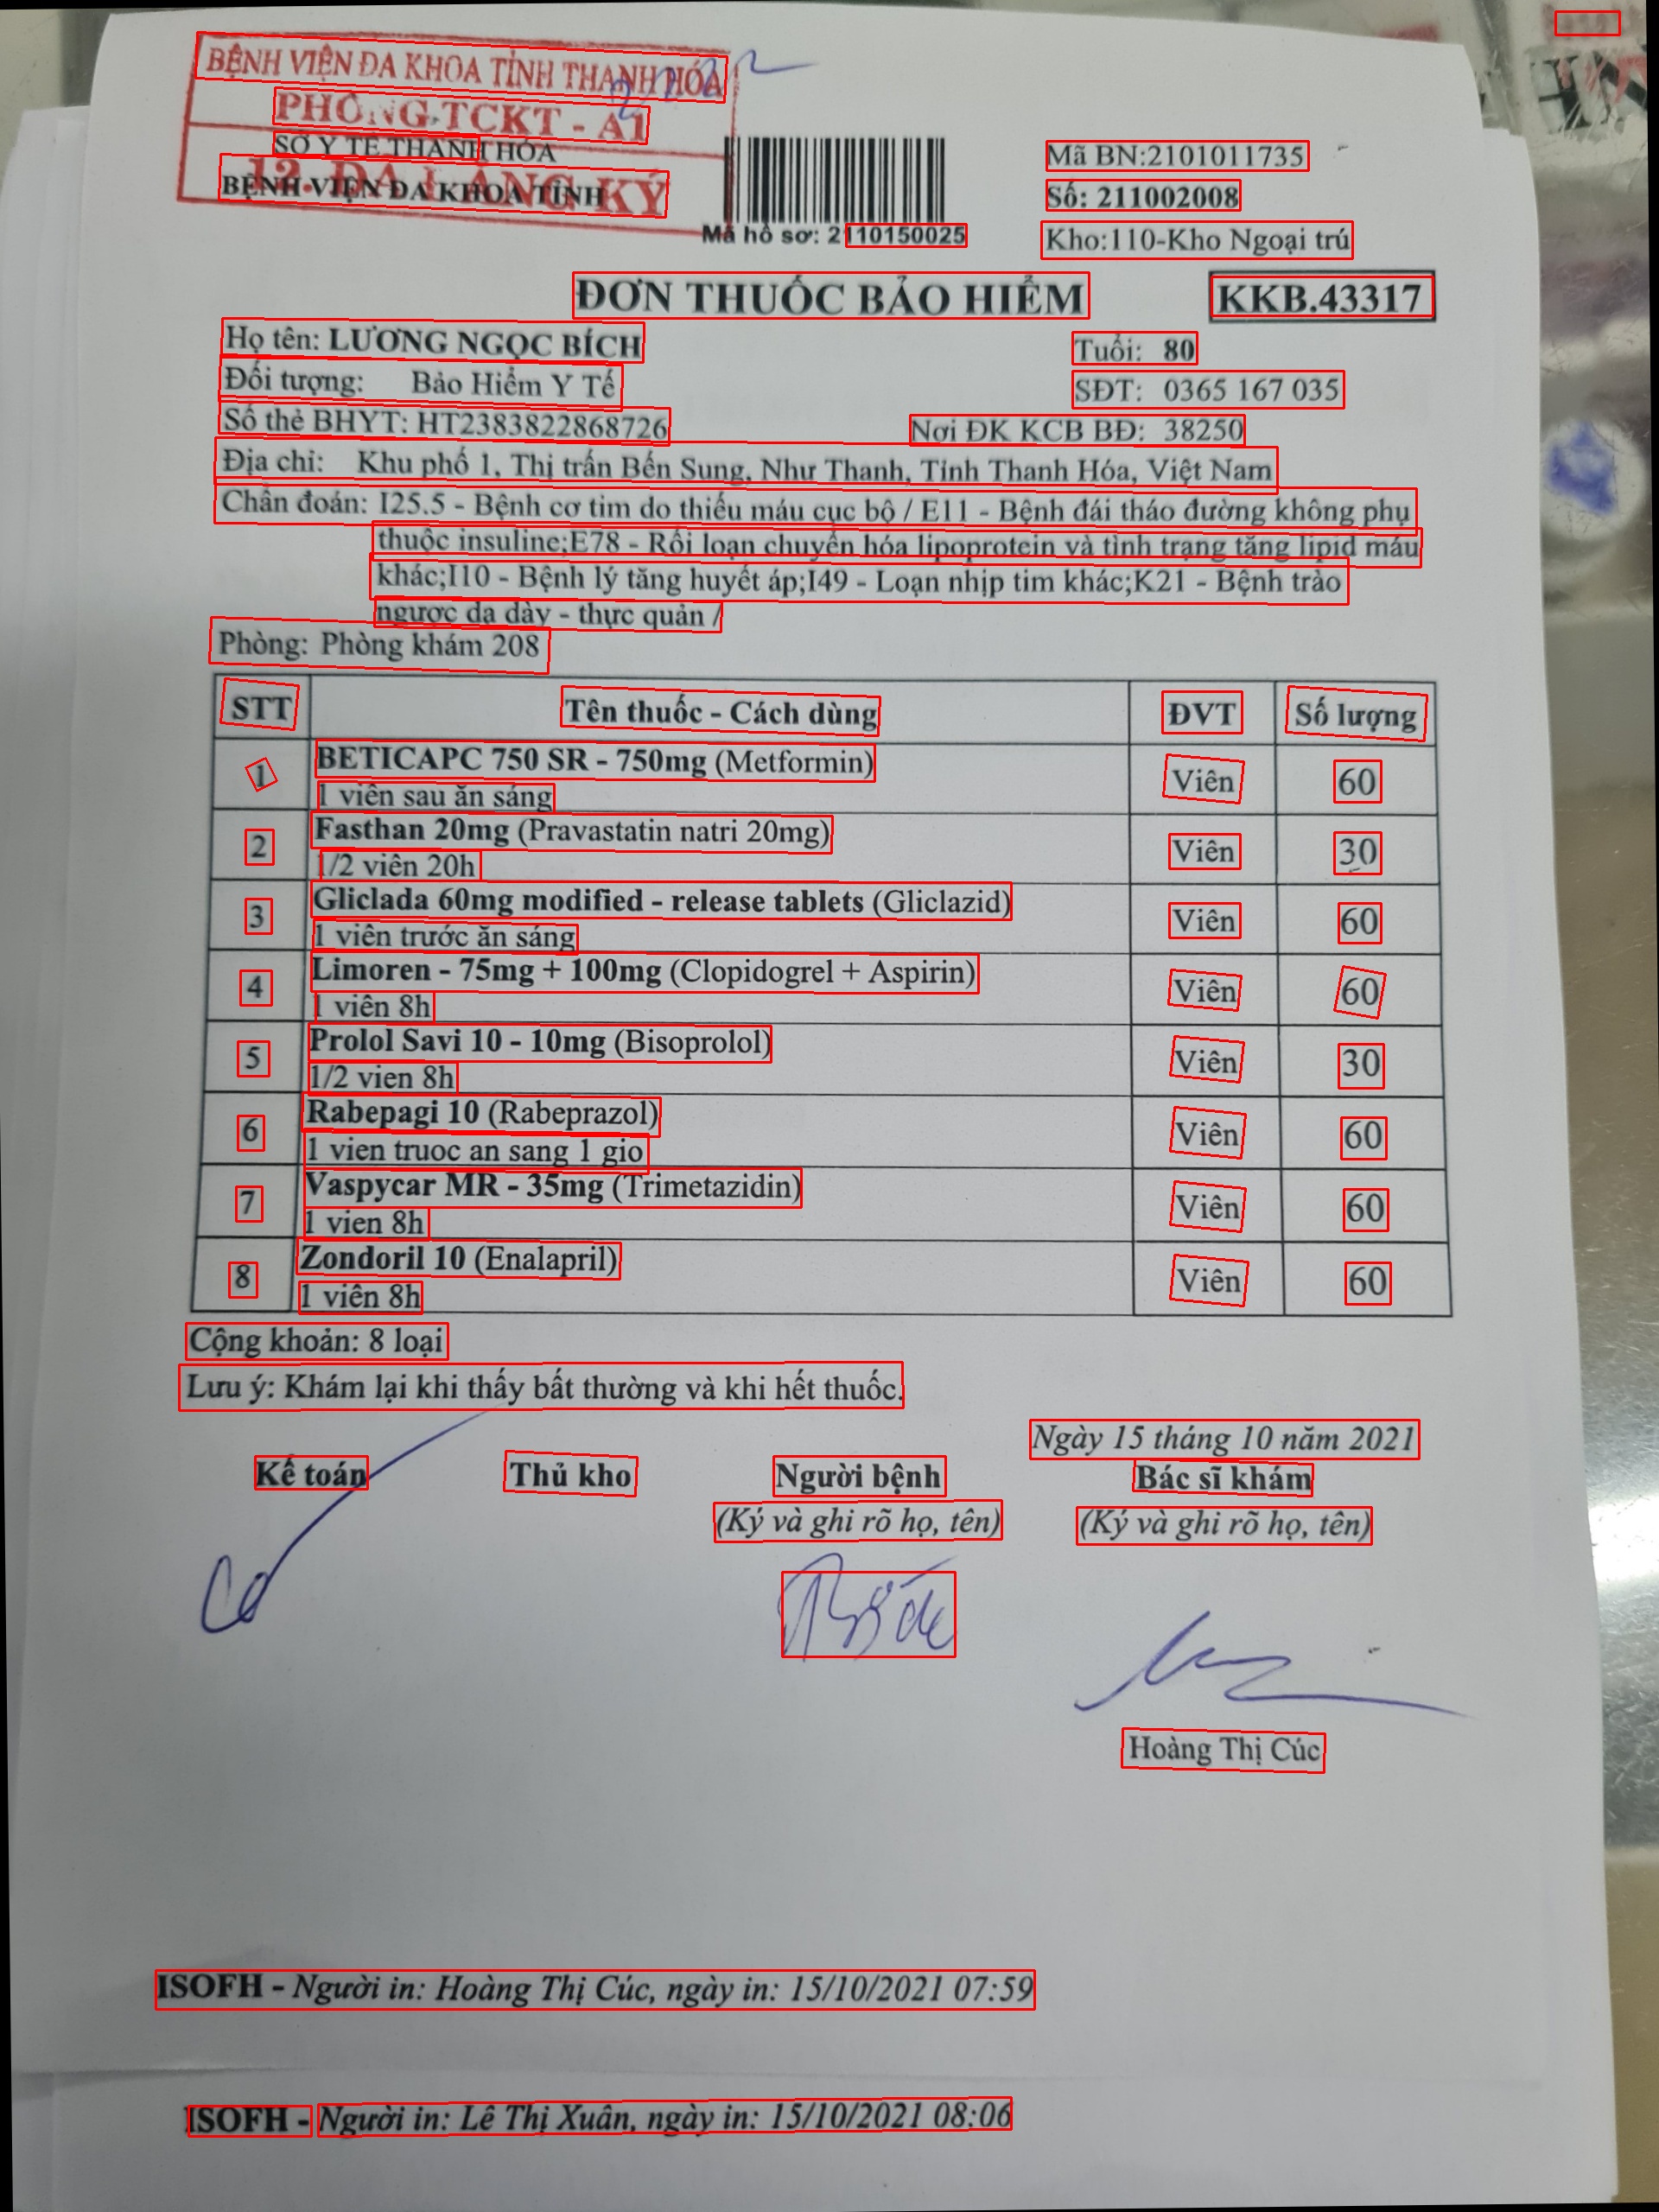 BỆNH VIỆN ĐA KHOA TỈNH THANH HÓA
PHÒNG.TCKT - A1
SỞ Y TẾ THANH HÓA
12. ĐA LÂNG KÝ
BỆNH VIỆN ĐA KHOA TỈNH
Mã hồ sơ: 2110150025
Mã BN:2101011735
Số: 211002008
Kho:110-Kho Ngoại trú
ĐƠN THUỐC BẢO HIỂM KKB.43317
Họ tên: LƯƠNG NGỌC BÍCH Tuổi: 80
Đối tượng: Bảo Hiểm Y Tế SĐT: 0365 167 035
Số thẻ BHYT: HT2383822868726 Nơi ĐK KCB BĐ: 38250
Địa chỉ: Khu phố 1, Thị trấn Bến Sung, Như Thanh, Tỉnh Thanh Hóa, Việt Nam
Chẩn đoán: I25.5 - Bệnh cơ tim do thiếu máu cục bộ / E11 - Bệnh đái tháo đường không phụ
thuộc insuline;E78 - Rối loạn chuyển hóa lipoprotein và tình trạng tăng lipid máu
khác;I10 - Bệnh lý tăng huyết áp;I49 - Loạn nhịp tim khác;K21 - Bệnh trào
ngược dạ dày - thực quản /
Phòng: Phòng khám 208
STT Tên thuốc - Cách dùng ĐVT Số lượng
1 BETICAPC 750 SR - 750mg (Metformin) Viên 60
1 viên sau ăn sáng
2 Fasthan 20mg (Pravastatin natri 20mg) Viên 30
1/2 viên 20h
3 Gliclada 60mg modified - release tablets (Gliclazid) Viên 60
1 viên trước ăn sáng
4 Limoren - 75mg + 100mg (Clopidogrel + Aspirin) Viên 60
1 viên 8h
5 Prolol Savi 10 - 10mg (Bisoprolol) Viên 30
1/2 vien 8h
6 Rabepagi 10 (Rabeprazol) Viên 60
1 vien truoc an sang 1 gio
7 Vaspycar MR - 35mg (Trimetazidin) Viên 60
1 vien 8h
8 Zondoril 10 (Enalapril) Viên 60
1 viên 8h
Cộng khoản: 8 loại
Lưu ý: Khám lại khi thấy bất thường và khi hết thuốc.
Ngày 15 tháng 10 năm 2021
Kế toán Thủ kho Người bệnh Bác sĩ khám
(Ký và ghi rõ họ, tên) (Ký và ghi rõ họ, tên)
Hoàng Thị Cúc
ISOFH - Người in: Hoàng Thị Cúc, ngày in: 15/10/2021 07:59
ISOFH - Người in: Lê Thị Xuân, ngày in: 15/10/2021 08:06